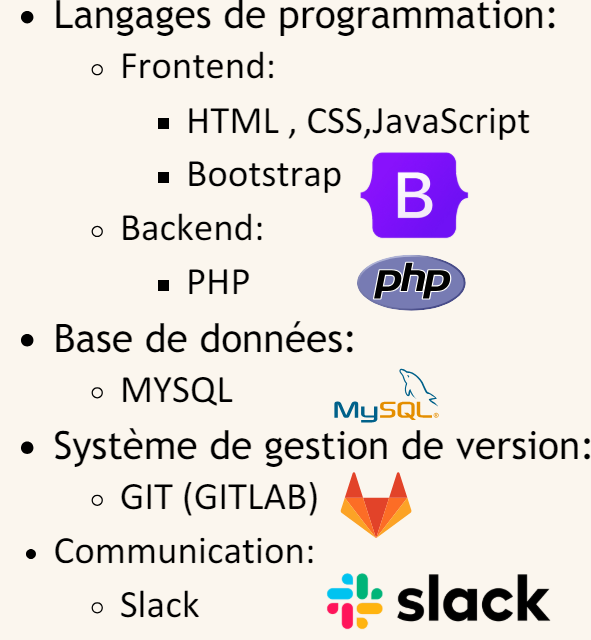 Langages de programmation:
Frontend:
HTML , CSS,JavaScript
Bootstrap B
Backend:
PHP php
Base de données:
MYSQL MySQL®
Système de gestion de version:
GIT (GITLAB)
Communication:
Slack slack